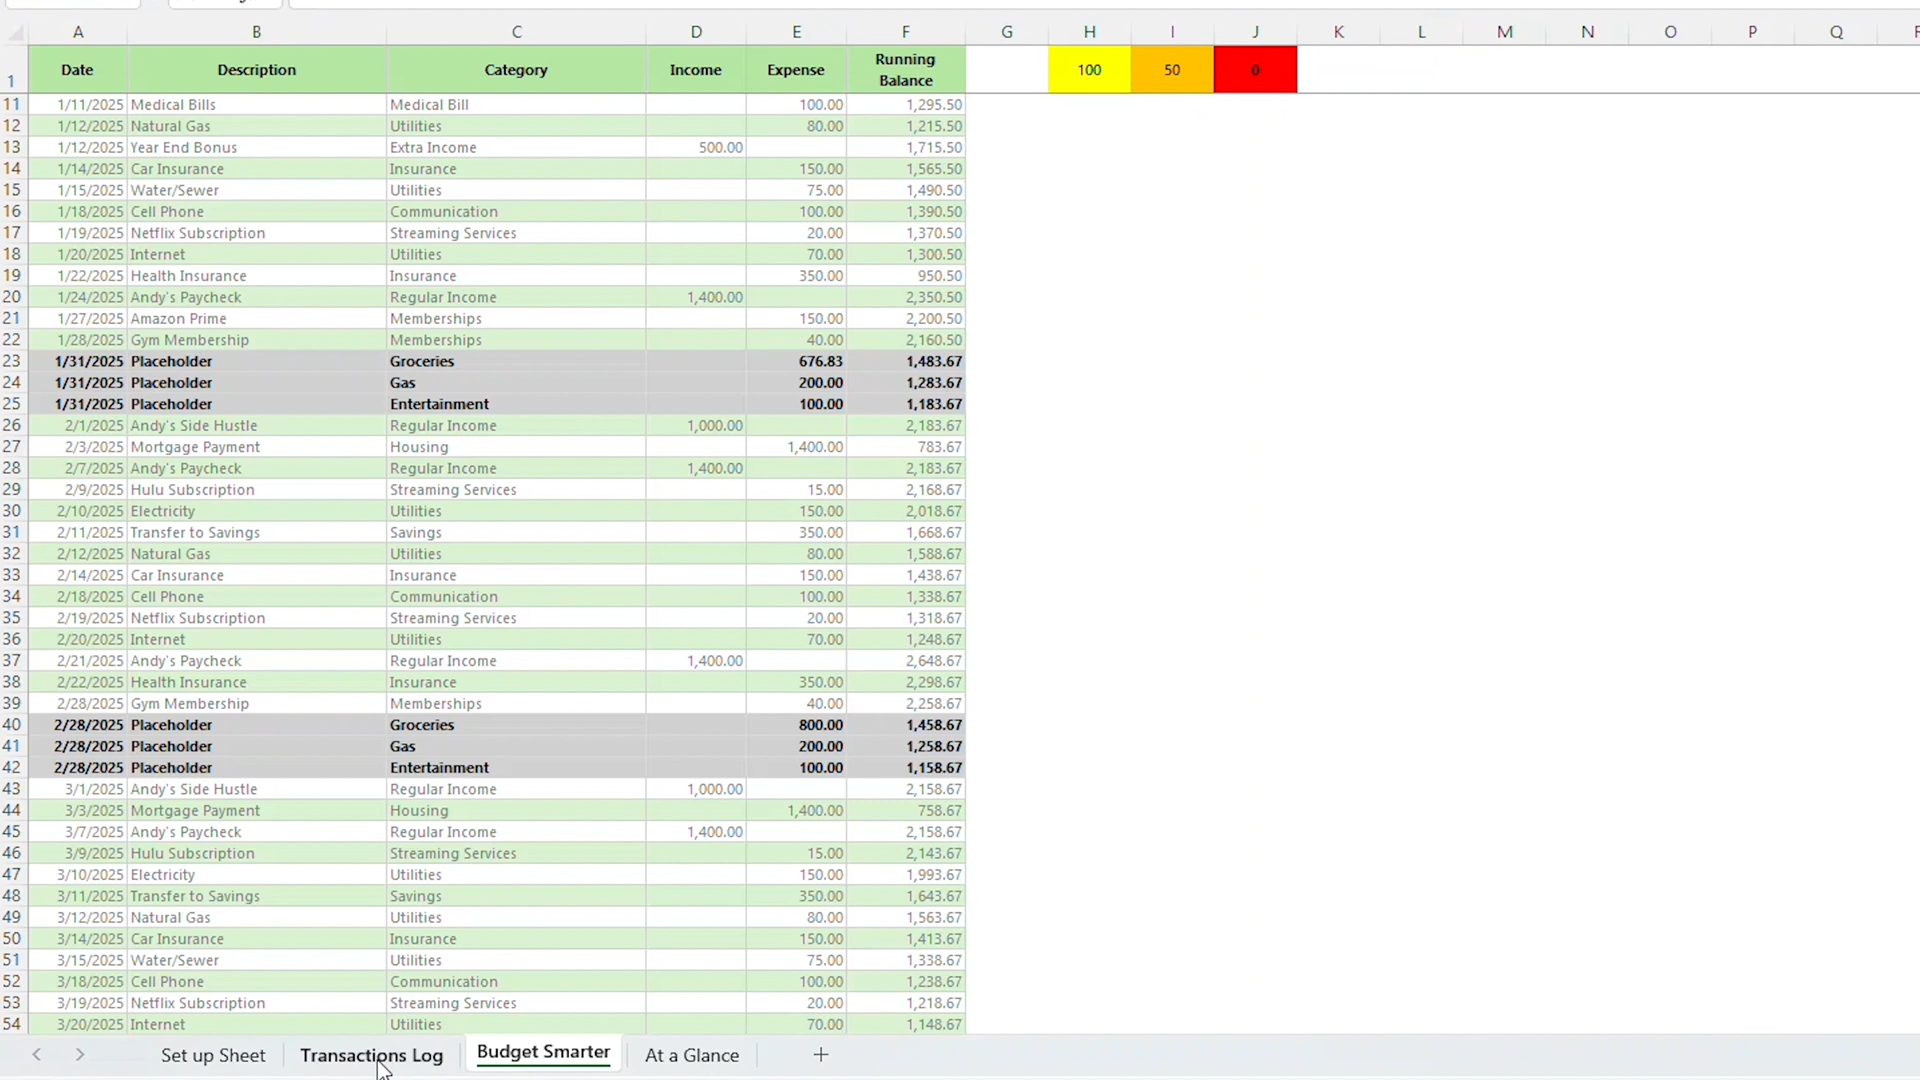 A B C D E F G H I J K L M N O P Q
1 Date Description Category Income Expense Running Balance 100 50 0
11 1/11/2025 Medical Bills Medical Bill 100.00 1,295.50
12 1/12/2025 Natural Gas Utilities 80.00 1,215.50
13 1/12/2025 Year End Bonus Extra Income 500.00 1,715.50
14 1/14/2025 Car Insurance Insurance 150.00 1,565.50
15 1/15/2025 Water/Sewer Utilities 75.00 1,490.50
16 1/18/2025 Cell Phone Communication 100.00 1,390.50
17 1/19/2025 Netflix Subscription Streaming Services 20.00 1,370.50
18 1/20/2025 Internet Utilities 70.00 1,300.50
19 1/22/2025 Health Insurance Insurance 350.00 950.50
20 1/24/2025 Andy's Paycheck Regular Income 1,400.00 2,350.50
21 1/27/2025 Amazon Prime Memberships 150.00 2,200.50
22 1/28/2025 Gym Membership Memberships 40.00 2,160.50
23 1/31/2025 Placeholder Groceries 676.83 1,483.67
24 1/31/2025 Placeholder Gas 200.00 1,283.67
25 1/31/2025 Placeholder Entertainment 100.00 1,183.67
26 2/1/2025 Andy's Side Hustle Regular Income 1,000.00 2,183.67
27 2/3/2025 Mortgage Payment Housing 1,400.00 783.67
28 2/7/2025 Andy's Paycheck Regular Income 1,400.00 2,183.67
29 2/9/2025 Hulu Subscription Streaming Services 15.00 2,168.67
30 2/10/2025 Electricity Utilities 150.00 2,018.67
31 2/11/2025 Transfer to Savings Savings 350.00 1,668.67
32 2/12/2025 Natural Gas Utilities 80.00 1,588.67
33 2/14/2025 Car Insurance Insurance 150.00 1,438.67
34 2/18/2025 Cell Phone Communication 100.00 1,338.67
35 2/19/2025 Netflix Subscription Streaming Services 20.00 1,318.67
36 2/20/2025 Internet Utilities 70.00 1,248.67
37 2/21/2025 Andy's Paycheck Regular Income 1,400.00 2,648.67
38 2/22/2025 Health Insurance Insurance 350.00 2,298.67
39 2/28/2025 Gym Membership Memberships 40.00 2,258.67
40 2/28/2025 Placeholder Groceries 800.00 1,458.67
41 2/28/2025 Placeholder Gas 200.00 1,258.67
42 2/28/2025 Placeholder Entertainment 100.00 1,158.67
43 3/1/2025 Andy's Side Hustle Regular Income 1,000.00 2,158.67
44 3/3/2025 Mortgage Payment Housing 1,400.00 758.67
45 3/7/2025 Andy's Paycheck Regular Income 1,400.00 2,158.67
46 3/9/2025 Hulu Subscription Streaming Services 15.00 2,143.67
47 3/10/2025 Electricity Utilities 150.00 1,993.67
48 3/11/2025 Transfer to Savings Savings 350.00 1,643.67
49 3/12/2025 Natural Gas Utilities 80.00 1,563.67
50 3/14/2025 Car Insurance Insurance 150.00 1,413.67
51 3/15/2025 Water/Sewer Utilities 75.00 1,338.67
52 3/18/2025 Cell Phone Communication 100.00 1,238.67
53 3/19/2025 Netflix Subscription Streaming Services 20.00 1,218.67
54 3/20/2025 Internet Utilities 70.00 1,148.67
Set up Sheet Transactions Log Budget Smarter At a Glance